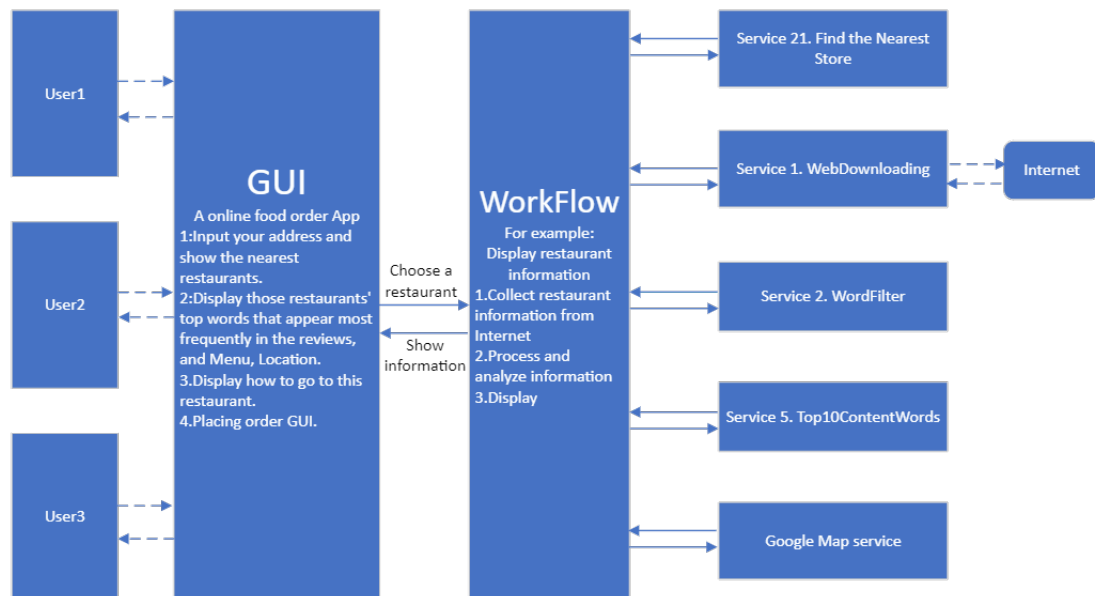 User1
User2
User3
GUI
A online food order App
1:Input your address and
show the nearest
restaurants.
2:Display those restaurants'
top words that appear most
frequently in the reviews,
and Menu, Location.
3.Display how to go to this
restaurant.
4.Placing order GUI.
Choose a
restaurant
Show
information
WorkFlow
For example:
Display restaurant
information
1.Collect restaurant
information from
Internet
2.Process and
analyze information
3.Display
Service 21. Find the Nearest
Store
Service 1. WebDownloading
Internet
Service 2. WordFilter
Service 5. Top10ContentWords
Google Map service